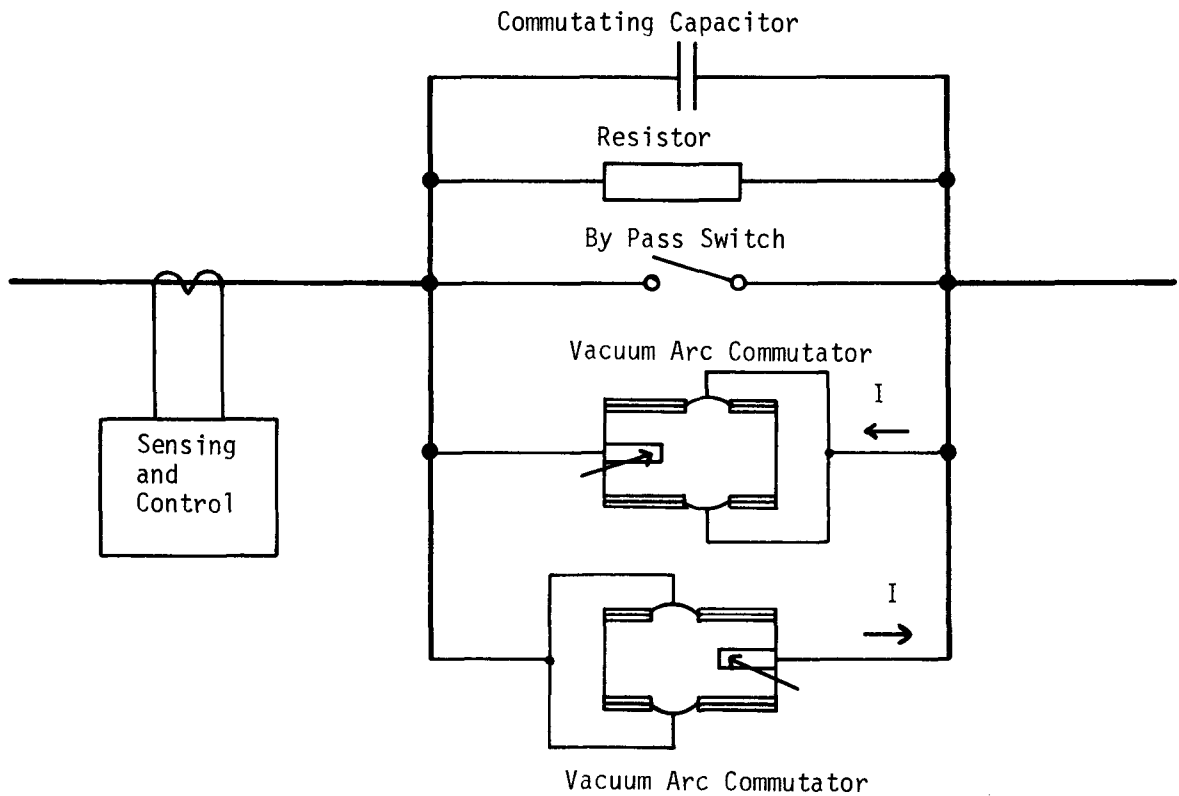 Commutating Capacitor
Resistor
By Pass Switch
Vacuum Arc Commutator
I
Sensing
and
Control
I
Vacuum Arc Commutator